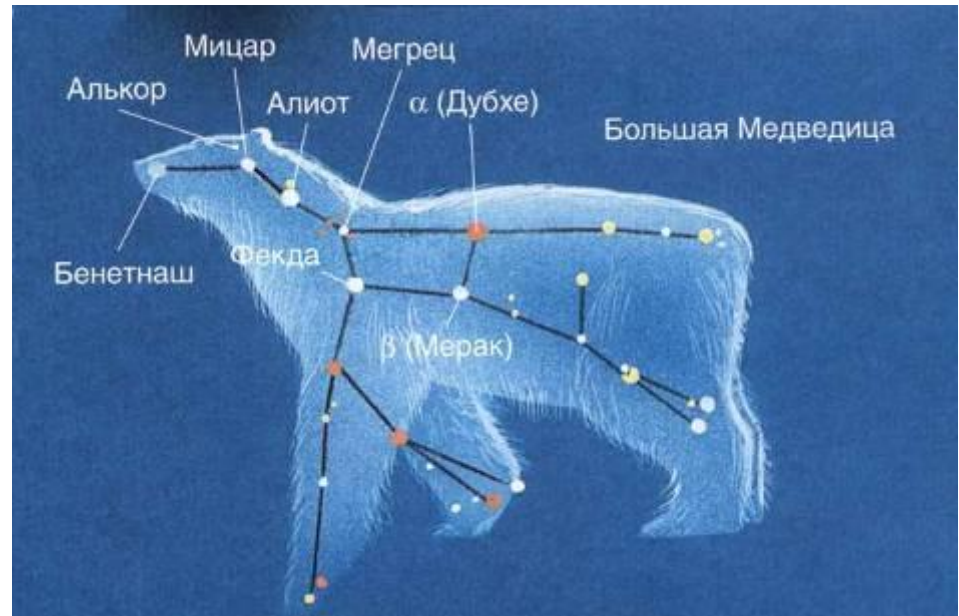 Мицар
Мегрец
Алькор
Алиот
α (Дубхе)
Большая Медведица
Фекда
Бенетнаш
β (Мерак)